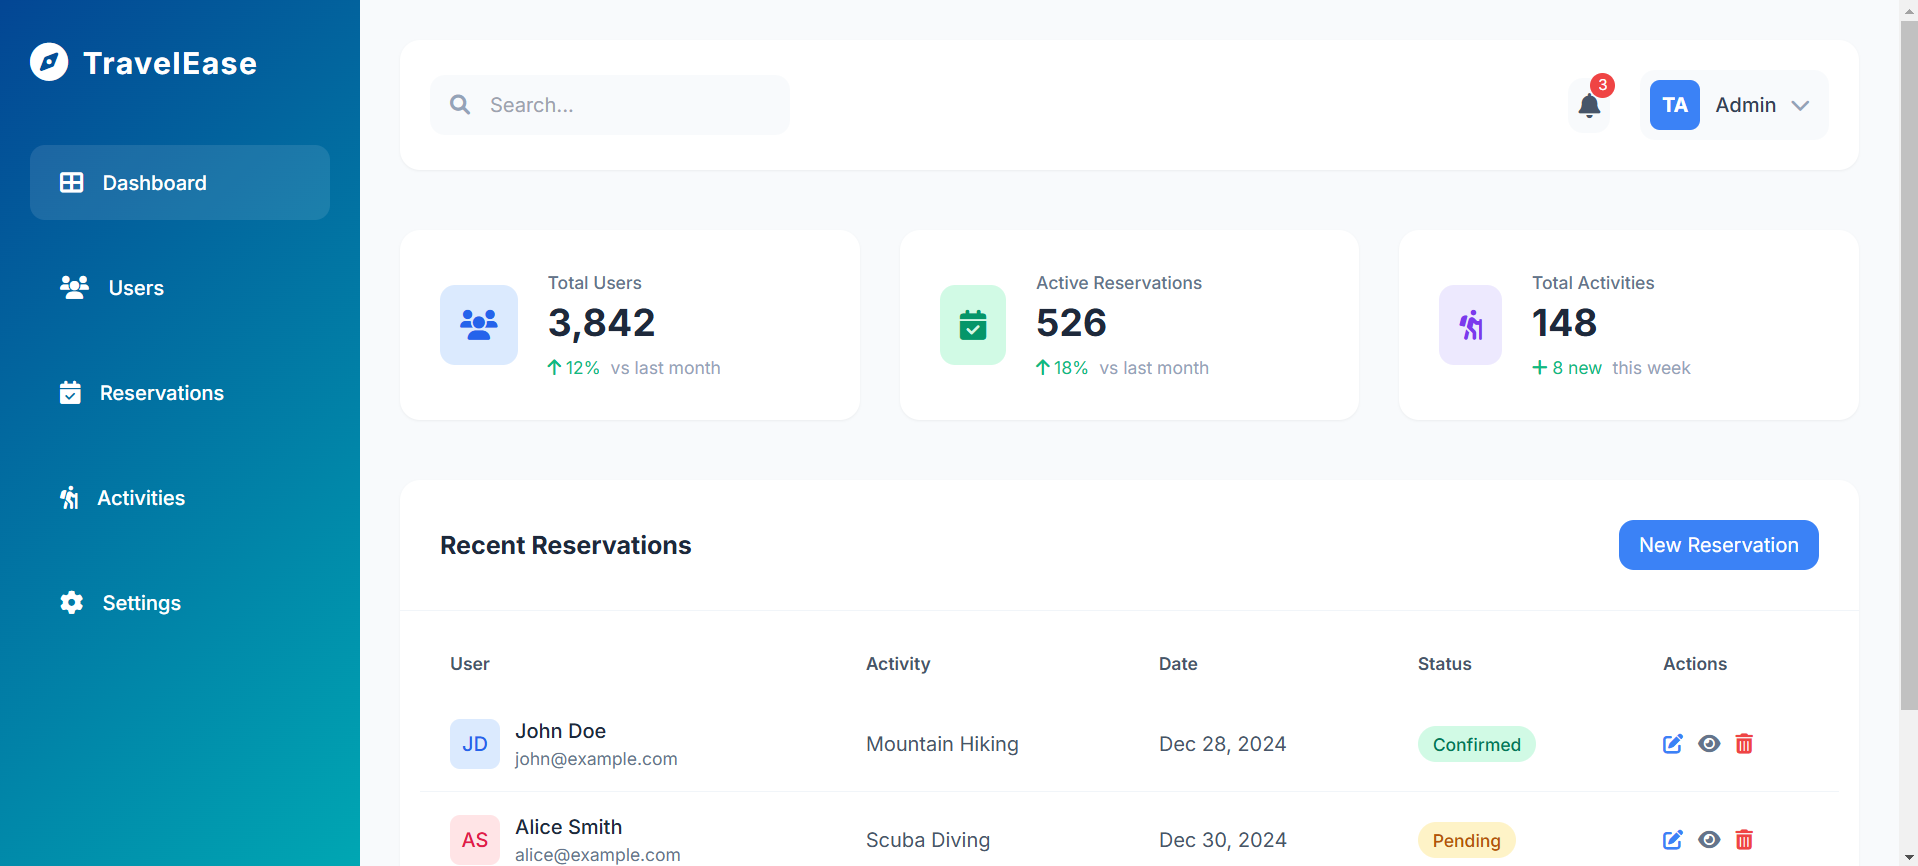 TravelEase
Dashboard
Users
Reservations
Activities
Settings
Search...
3
TA Admin
Total Users
3,842
12% vs last month
Active Reservations
526
18% vs last month
Total Activities
148
8 new this week
Recent Reservations
New Reservation
User Activity Date Status Actions
JD John Doe
john@example.com
Mountain Hiking Dec 28, 2024 Confirmed
AS Alice Smith
alice@example.com
Scuba Diving Dec 30, 2024 Pending